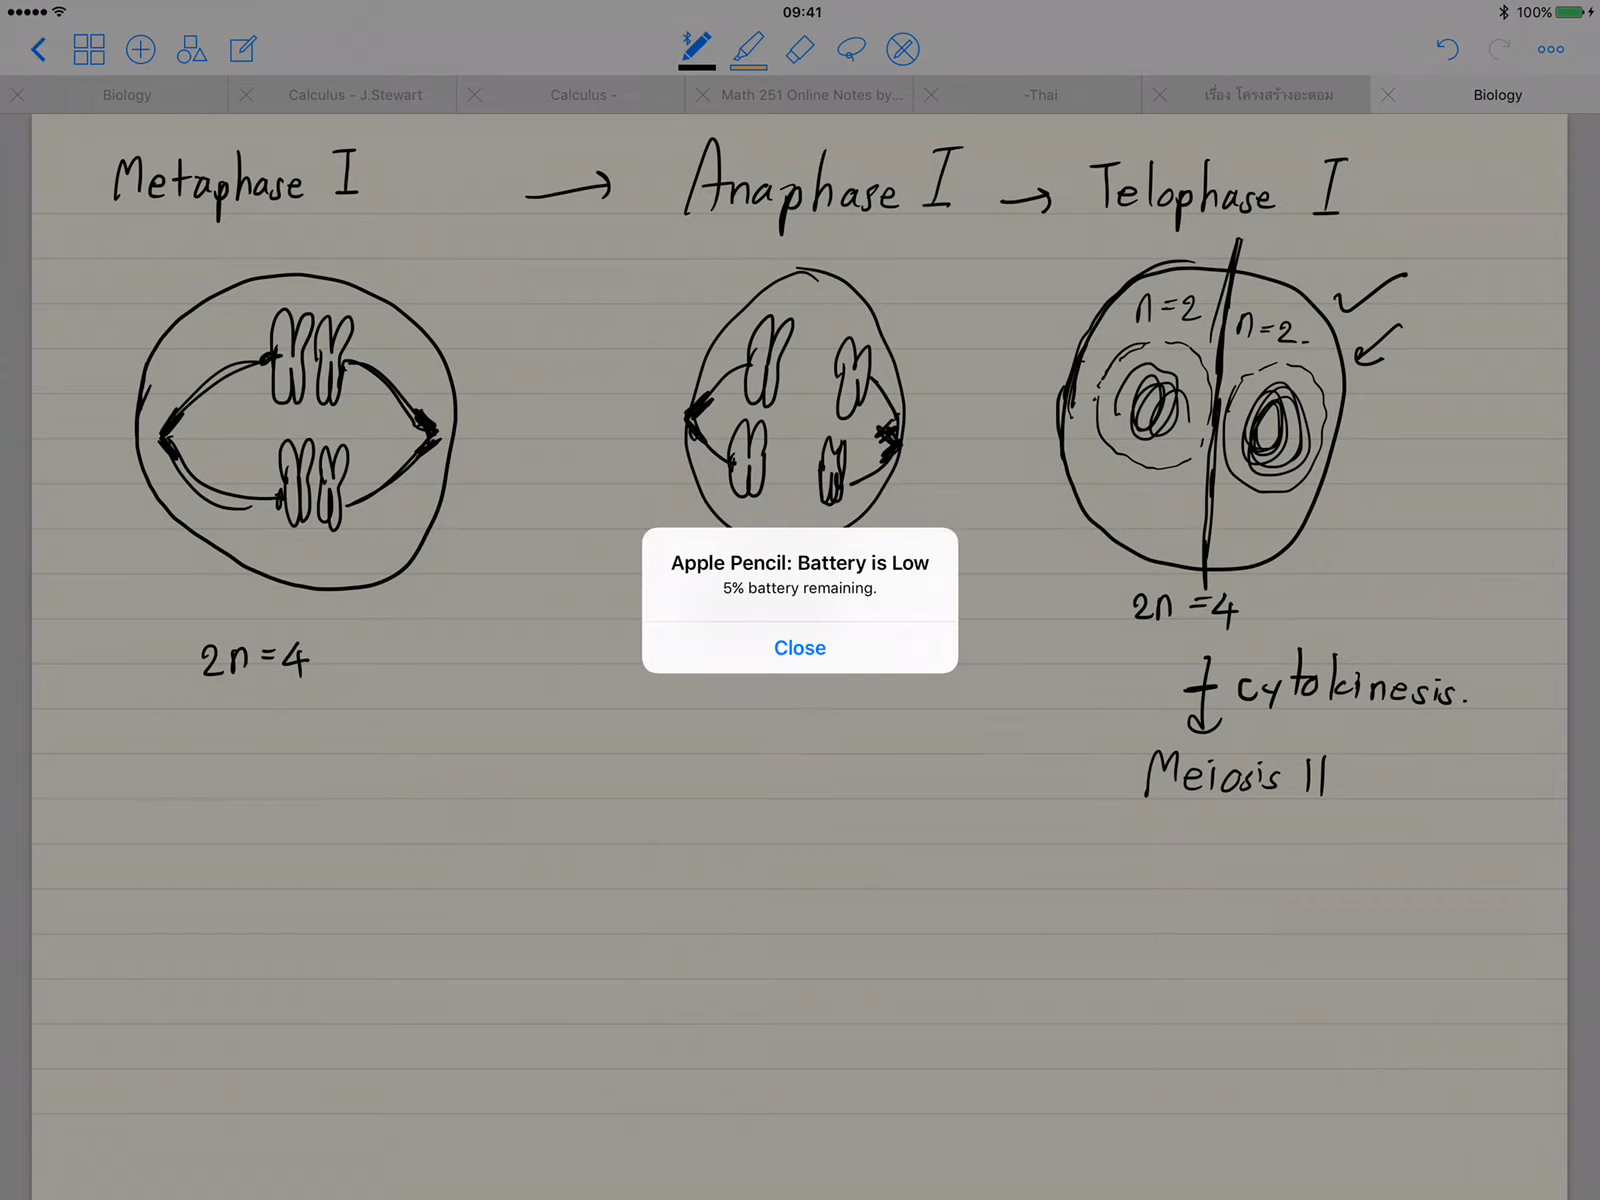 09:41
100%
Biology
Calculus - J.Stewart
Calculus -
Math 251 Online Notes by...
-Thai
เรื่อง โครงสร้างอะตอม
Biology
Metaphase I → Anaphase I → Telophase I
n=2
n=2.
Apple Pencil: Battery is Low
5% battery remaining.
Close
2n =4
2n =4
cytokinesis.
Meiosis II